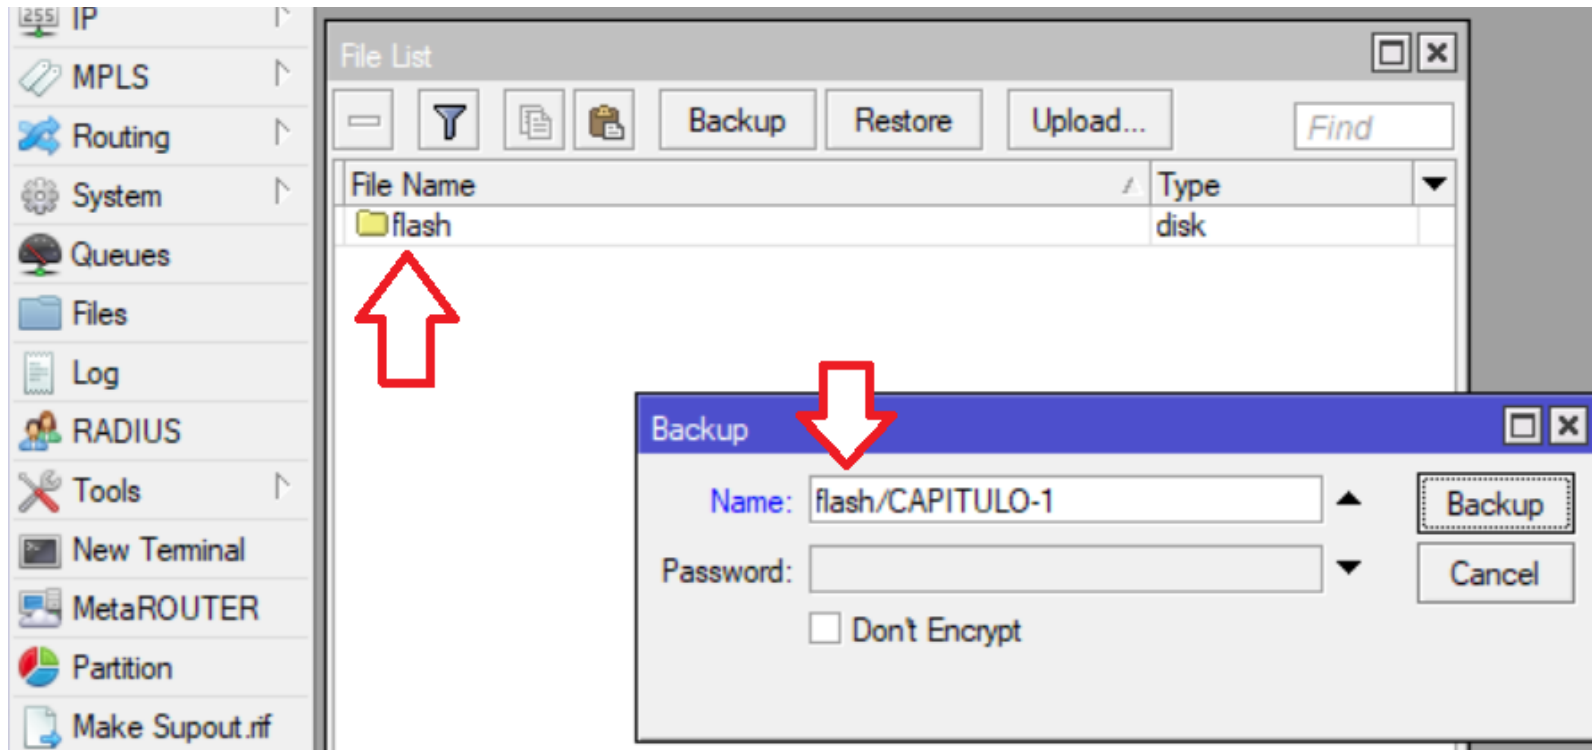 255 IP
MPLS
Routing
System
Queues
Files
Log
RADIUS
Tools
New Terminal
MetaROUTER
Partition
Make Supout.rif
File List
Backup Restore Upload... Find
File Name Type
flash disk
Backup
Name: flash/CAPITULO-1 Backup
Password: Cancel
Don't Encrypt